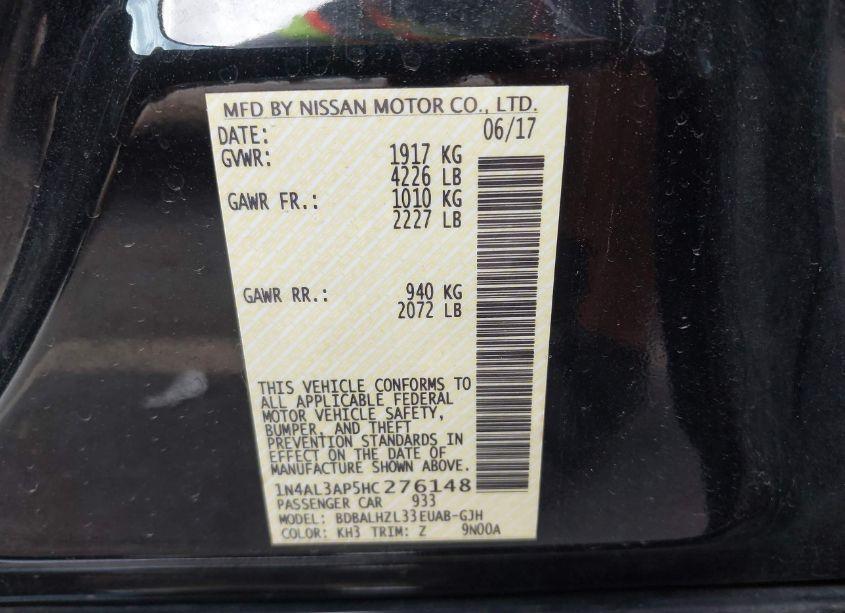 MFD BY NISSAN MOTOR CO., LTD.
DATE: 06/17
GVWR: 1917 KG
4226 LB
GAWR FR.: 1010 KG
2227 LB
GAWR RR.: 940 KG
2072 LB
THIS VEHICLE CONFORMS TO
ALL APPLICABLE FEDERAL
MOTOR VEHICLE SAFETY,
BUMPER, AND THEFT
PREVENTION STANDARDS IN
EFFECT ON THE DATE OF
MANUFACTURE SHOWN ABOVE.
1N4AL3AP5HC276148
PASSENGER CAR 933
MODEL: BDBALHZL33EUAB-GJH
COLOR: KH3 TRIM: Z 9N00A